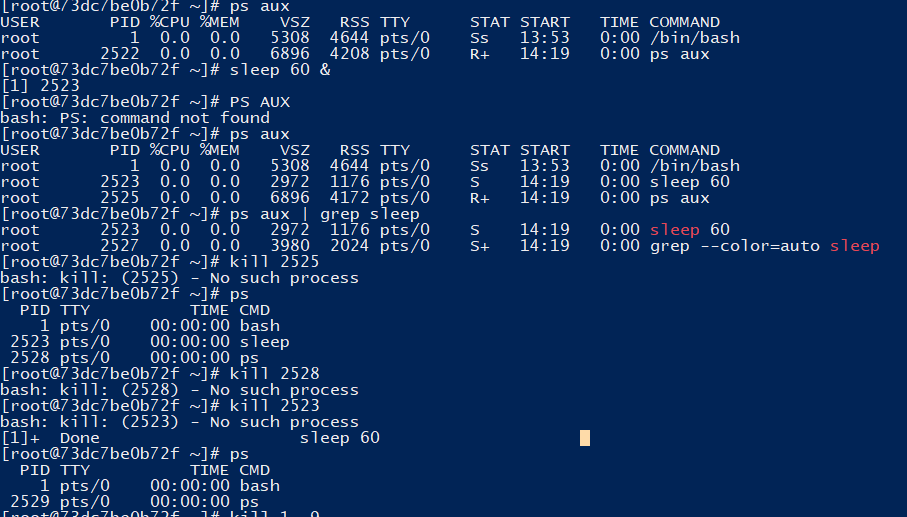 [root@73dc7be0b72f ~]# ps aux
USER       PID %CPU %MEM    VSZ   RSS TTY      STAT START   TIME COMMAND
root         1  0.0  0.0   5308  4644 pts/0    Ss   13:53   0:00 /bin/bash
root      2522  0.0  0.0   6896  4208 pts/0    R+   14:19   0:00 ps aux
[root@73dc7be0b72f ~]# sleep 60 &
[1] 2523
[root@73dc7be0b72f ~]# PS AUX
bash: PS: command not found
[root@73dc7be0b72f ~]# ps aux
USER       PID %CPU %MEM    VSZ   RSS TTY      STAT START   TIME COMMAND
root         1  0.0  0.0   5308  4644 pts/0    Ss   13:53   0:00 /bin/bash
root      2523  0.0  0.0   2972  1176 pts/0    S    14:19   0:00 sleep 60
root      2525  0.0  0.0   6896  4172 pts/0    R+   14:19   0:00 ps aux
[root@73dc7be0b72f ~]# ps aux | grep sleep
root      2523  0.0  0.0   2972  1176 pts/0    S    14:19   0:00 sleep 60
root      2527  0.0  0.0   3980  2024 pts/0    S+   14:19   0:00 grep --color=auto sleep
[root@73dc7be0b72f ~]# kill 2525
bash: kill: (2525) - No such process
[root@73dc7be0b72f ~]# ps
  PID TTY          TIME CMD
    1 pts/0    00:00:00 bash
 2523 pts/0    00:00:00 sleep
 2528 pts/0    00:00:00 ps
[root@73dc7be0b72f ~]# kill 2528
bash: kill: (2528) - No such process
[root@73dc7be0b72f ~]# kill 2523
bash: kill: (2523) - No such process
[1]+  Done                    sleep 60
[root@73dc7be0b72f ~]# ps
  PID TTY          TIME CMD
    1 pts/0    00:00:00 bash
 2529 pts/0    00:00:00 ps
[root@73dc7be0b72f ~]# kill 1